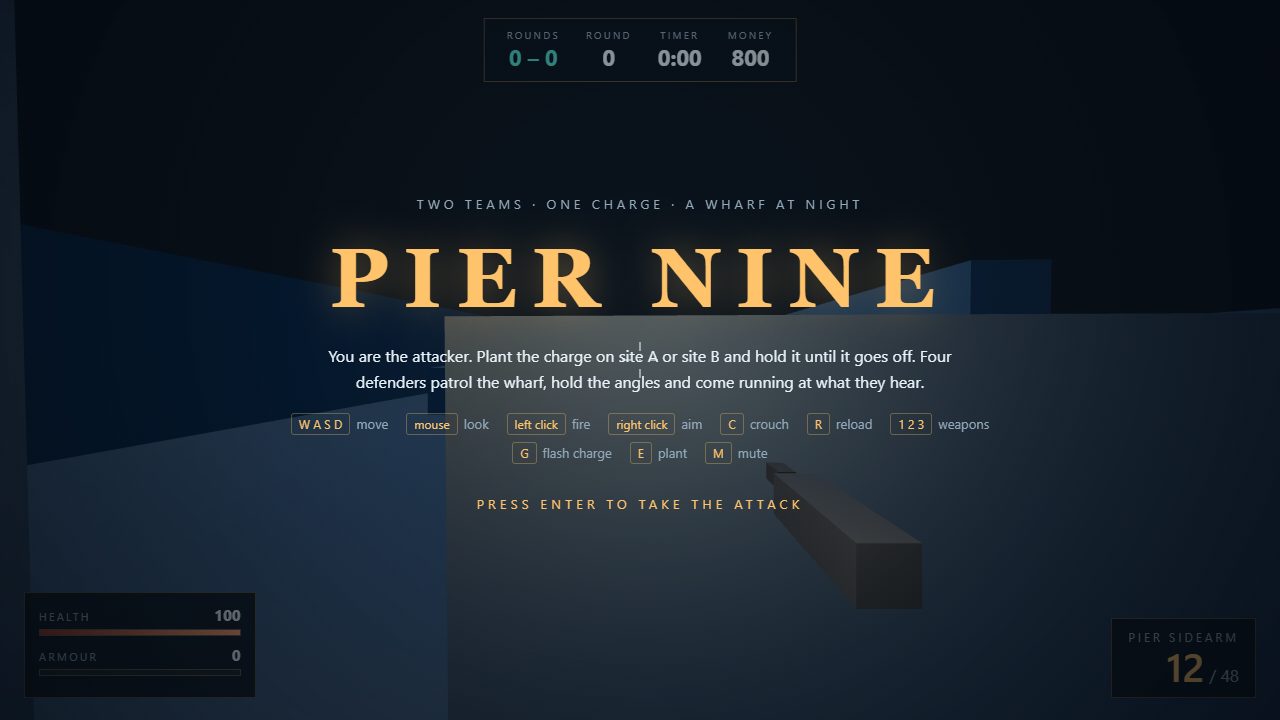 ROUNDS ROUND TIMER MONEY
0 – 0 0 0:00 800
TWO TEAMS · ONE CHARGE · A WHARF AT NIGHT
PIER NINE
You are the attacker. Plant the charge on site A or site B and hold it until it goes off. Four
defenders patrol the wharf, hold the angles and come running at what they hear.
W A S D move mouse look left click fire right click aim C crouch R reload 1 2 3 weapons
G flash charge E plant M mute
PRESS ENTER TO TAKE THE ATTACK
HEALTH 100
ARMOUR 0
PIER SIDEARM
12 / 48